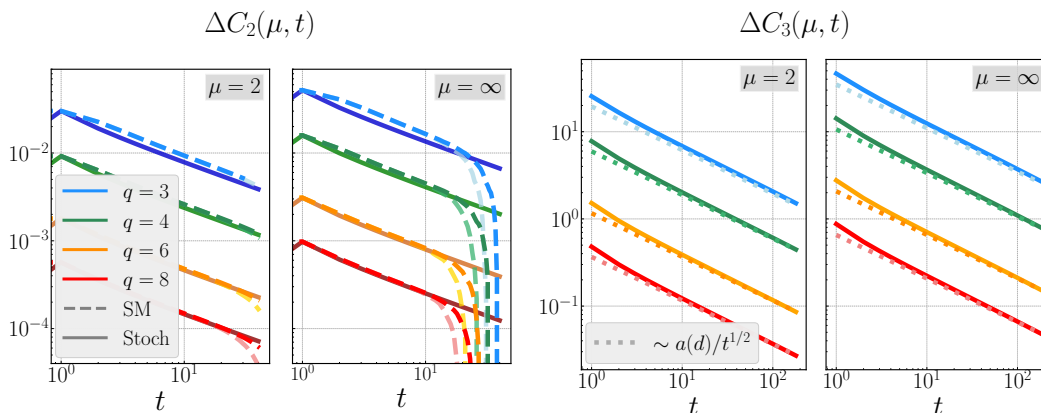 ΔC₂(μ, t)
ΔC₃(μ, t)
μ = 2
μ = ∞
μ = 2
μ = ∞
10⁻²
10⁻³
10⁻⁴
q = 3
q = 4
q = 6
q = 8
SM
Stoch
10⁰
10¹
10⁰
10¹
t
t
10¹
10⁰
10⁻¹
~ a(d)/t^{1/2}
10⁰
10¹
10²
10⁰
10¹
10²
t
t